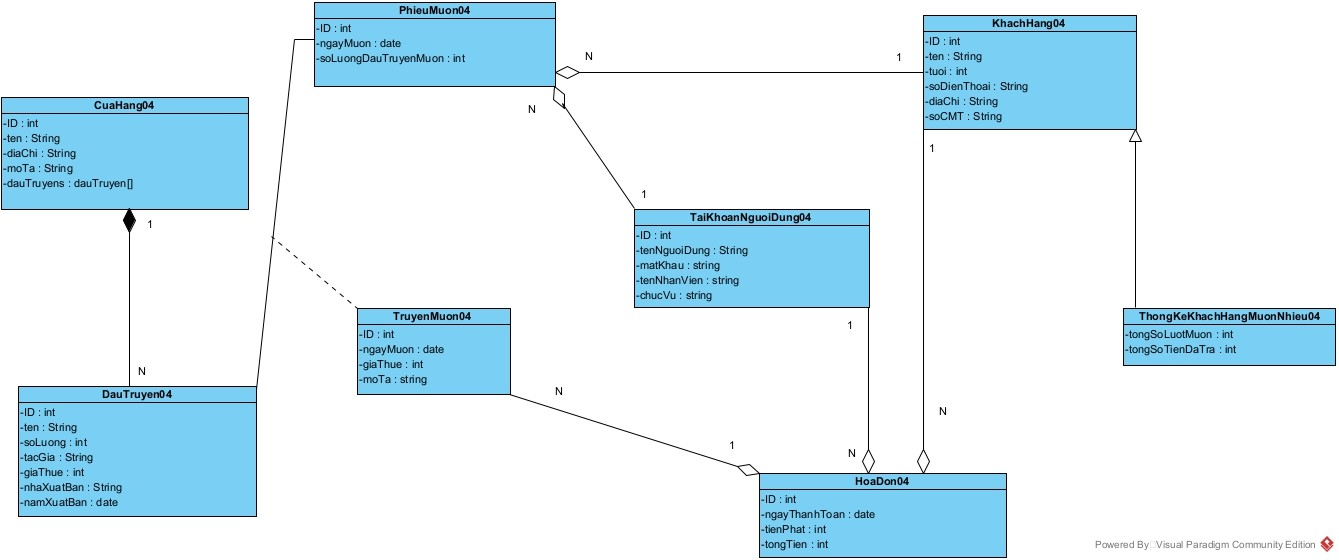 PhieuMuon04
-ID : int
-ngayMuon : date
-soLuongDauTruyenMuon : int
KhachHang04
-ID : int
-ten : String
-tuoi : int
-soDienThoai : String
-diaChi : String
-soCMT : String
N
1
CuaHang04
-ID : int
-ten : String
-diaChi : String
-moTa : String
-dauTruyens : dauTruyen[]
N
1
1
1
TaiKhoanNguoiDung04
-ID : int
-tenNguoiDung : String
-matKhau : string
-tenNhanVien : string
-chucVu : string
TruyenMuon04
-ID : int
-ngayMuon : date
-giaThue : int
-moTa : string
ThongKeKhachHangMuonNhieu04
-tongSoLuotMuon : int
-tongSoTienDaTra : int
1
N
DauTruyen04
-ID : int
-ten : String
-soLuong : int
-tacGia : String
-giaThue : int
-nhaXuatBan : String
-namXuatBan : date
N
N
1
N
HoaDon04
-ID : int
-ngayThanhToan : date
-tienPhat : int
-tongTien : int
Powered By Visual Paradigm Community Edition